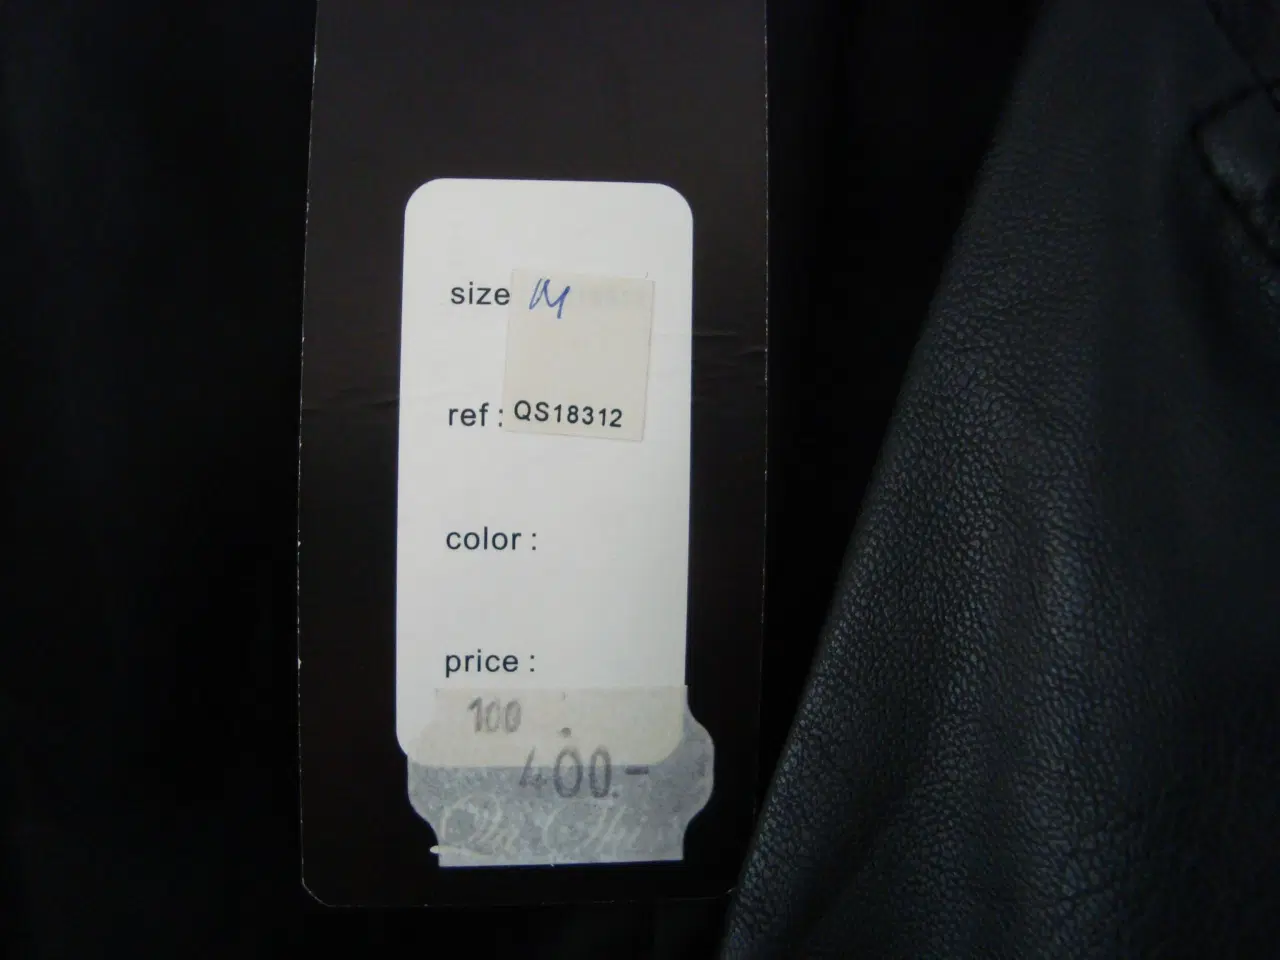 size M
ref : QS18312
color :
price :
100
400.-